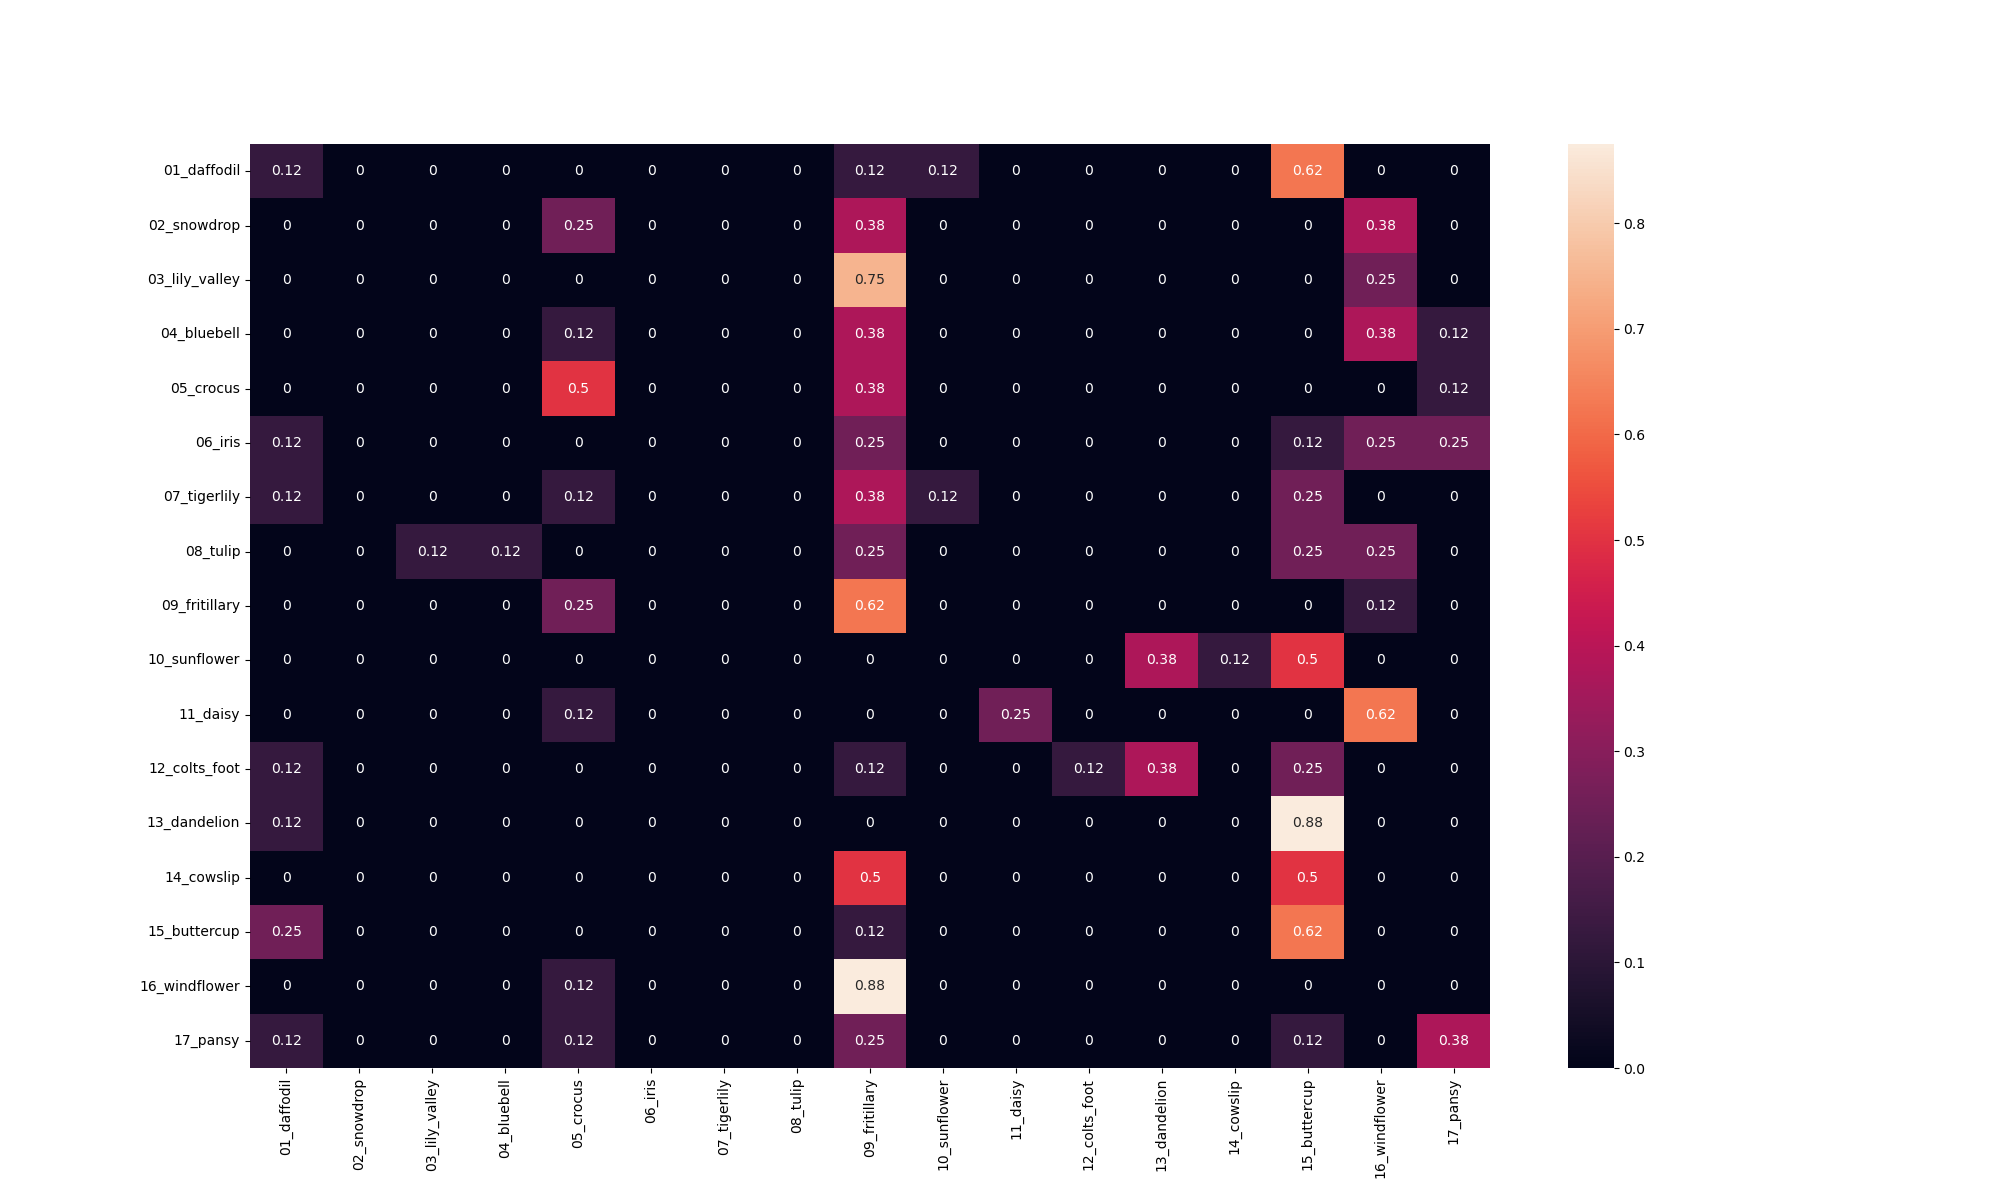 01_daffodil 0.12 0 0 0 0 0 0 0 0.12 0.12 0 0 0 0 0.62 0 0
02_snowdrop 0 0 0 0 0.25 0 0 0 0.38 0 0 0 0 0 0 0.38 0
03_lily_valley 0 0 0 0 0 0 0 0 0.75 0 0 0 0 0 0 0.25 0
04_bluebell 0 0 0 0 0.12 0 0 0 0.38 0 0 0 0 0 0 0.38 0.12
05_crocus 0 0 0 0 0.5 0 0 0 0.38 0 0 0 0 0 0 0 0.12
06_iris 0.12 0 0 0 0 0 0 0 0.25 0 0 0 0 0 0.12 0.25 0.25
07_tigerlily 0.12 0 0 0 0.12 0 0 0 0.38 0.12 0 0 0 0 0.25 0 0
08_tulip 0 0 0.12 0.12 0 0 0 0 0.25 0 0 0 0 0 0.25 0.25 0
09_fritillary 0 0 0 0 0.25 0 0 0 0.62 0 0 0 0 0 0 0.12 0
10_sunflower 0 0 0 0 0 0 0 0 0 0 0 0 0.38 0.12 0.5 0 0
11_daisy 0 0 0 0 0.12 0 0 0 0 0 0.25 0 0 0 0 0.62 0
12_colts_foot 0.12 0 0 0 0 0 0 0 0.12 0 0 0.12 0.38 0 0.25 0 0
13_dandelion 0.12 0 0 0 0 0 0 0 0 0 0 0 0 0 0.88 0 0
14_cowslip 0 0 0 0 0 0 0 0 0.5 0 0 0 0 0 0.5 0 0
15_buttercup 0.25 0 0 0 0 0 0 0 0.12 0 0 0 0 0 0.62 0 0
16_windflower 0 0 0 0 0.12 0 0 0 0.88 0 0 0 0 0 0 0 0
17_pansy 0.12 0 0 0 0.12 0 0 0 0.25 0 0 0 0 0 0.12 0 0.38
01_daffodil
02_snowdrop
03_lily_valley
04_bluebell
05_crocus
06_iris
07_tigerlily
08_tulip
09_fritillary
10_sunflower
11_daisy
12_colts_foot
13_dandelion
14_cowslip
15_buttercup
16_windflower
17_pansy
0.8
0.7
0.6
0.5
0.4
0.3
0.2
0.1
0.0